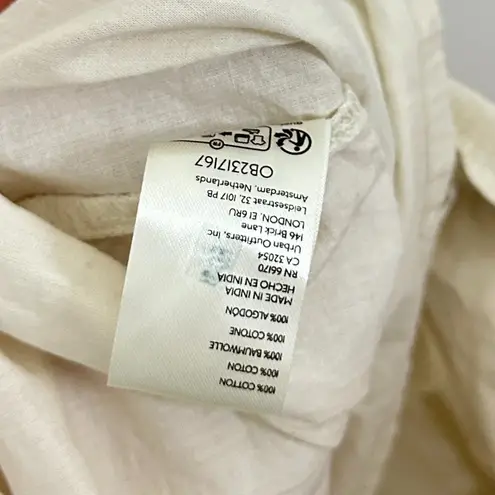 100% COTTON
100% COTON
100% BAUMWOLLE
100% COTONE
100% ALGODÓN
MADE IN INDIA
HECHO EN INDIA
RN 66170
CA 32054
Urban Outfitters, Inc
146 Brick Lane
LONDON, E1 6RU
Leidsestraat 32, 1017 PB
Amsterdam, Netherlands
OB2317167